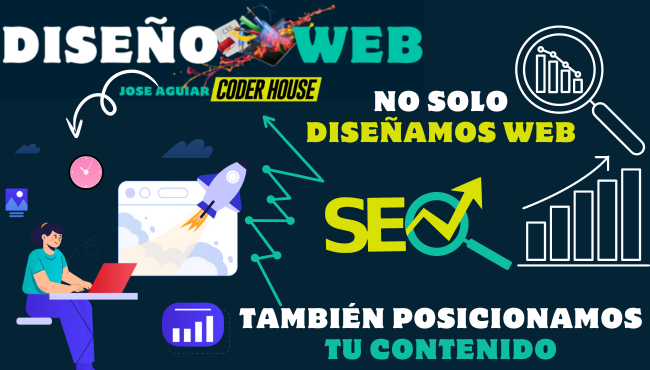 DISEÑO WEB
JOSE AGUIAR CODER HOUSE
NO SOLO
DISEÑAMOS WEB
SEO
TAMBIÉN POSICIONAMOS
TU CONTENIDO